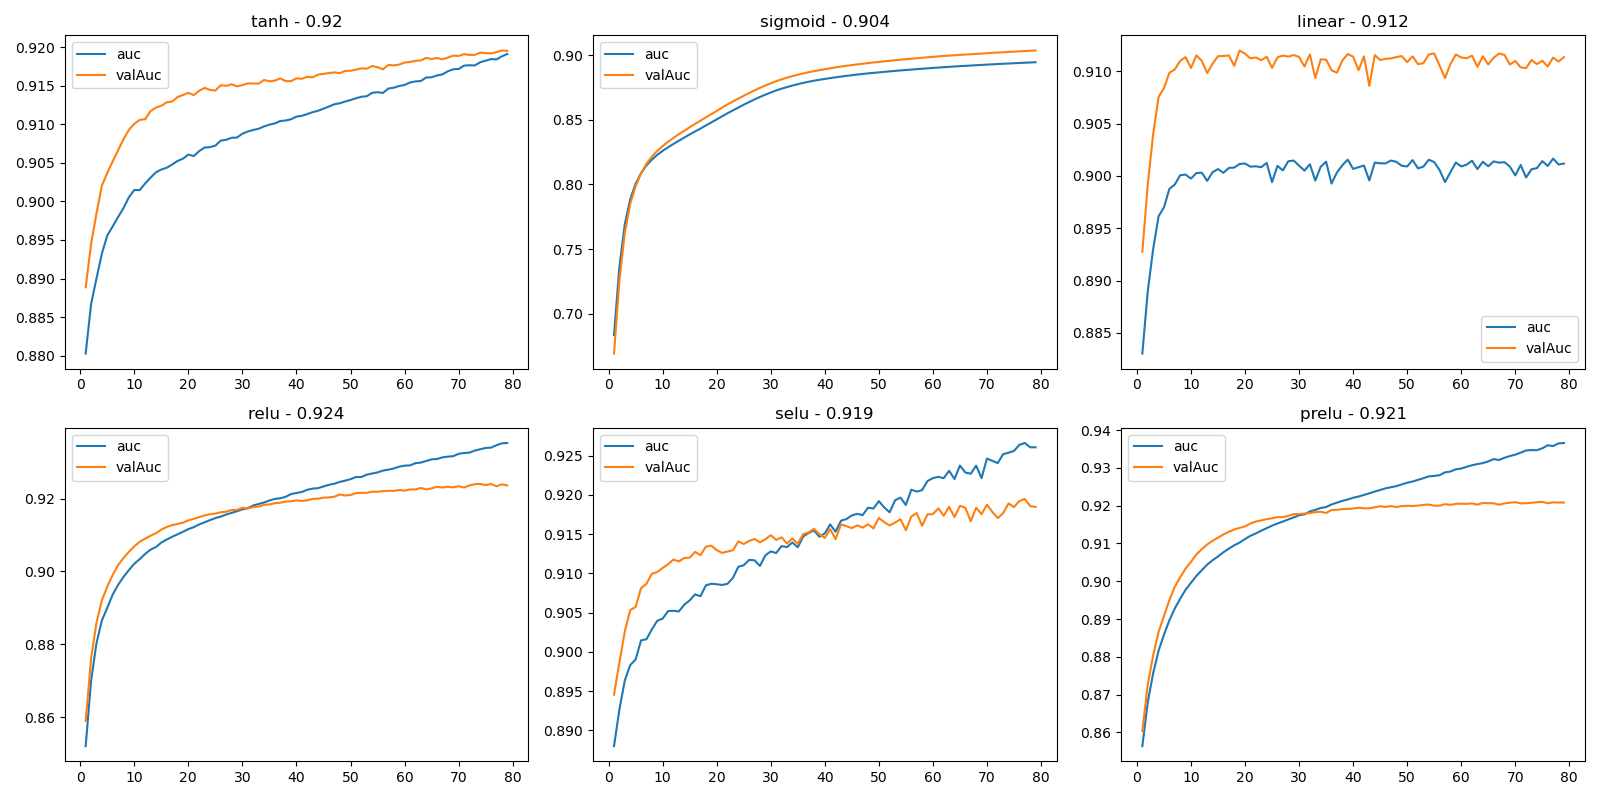 tanh - 0.92
auc
valAuc
0.920
0.915
0.910
0.905
0.900
0.895
0.890
0.885
0.880
0 10 20 30 40 50 60 70 80
sigmoid - 0.904
auc
valAuc
0.90
0.85
0.80
0.75
0.70
0 10 20 30 40 50 60 70 80
linear - 0.912
0.910
0.905
0.900
0.895
0.890
0.885
auc
valAuc
0 10 20 30 40 50 60 70 80
relu - 0.924
auc
valAuc
0.92
0.90
0.88
0.86
0 10 20 30 40 50 60 70 80
selu - 0.919
auc
valAuc
0.925
0.920
0.915
0.910
0.905
0.900
0.895
0.890
0 10 20 30 40 50 60 70 80
prelu - 0.921
auc
valAuc
0.94
0.93
0.92
0.91
0.90
0.89
0.88
0.87
0.86
0 10 20 30 40 50 60 70 80